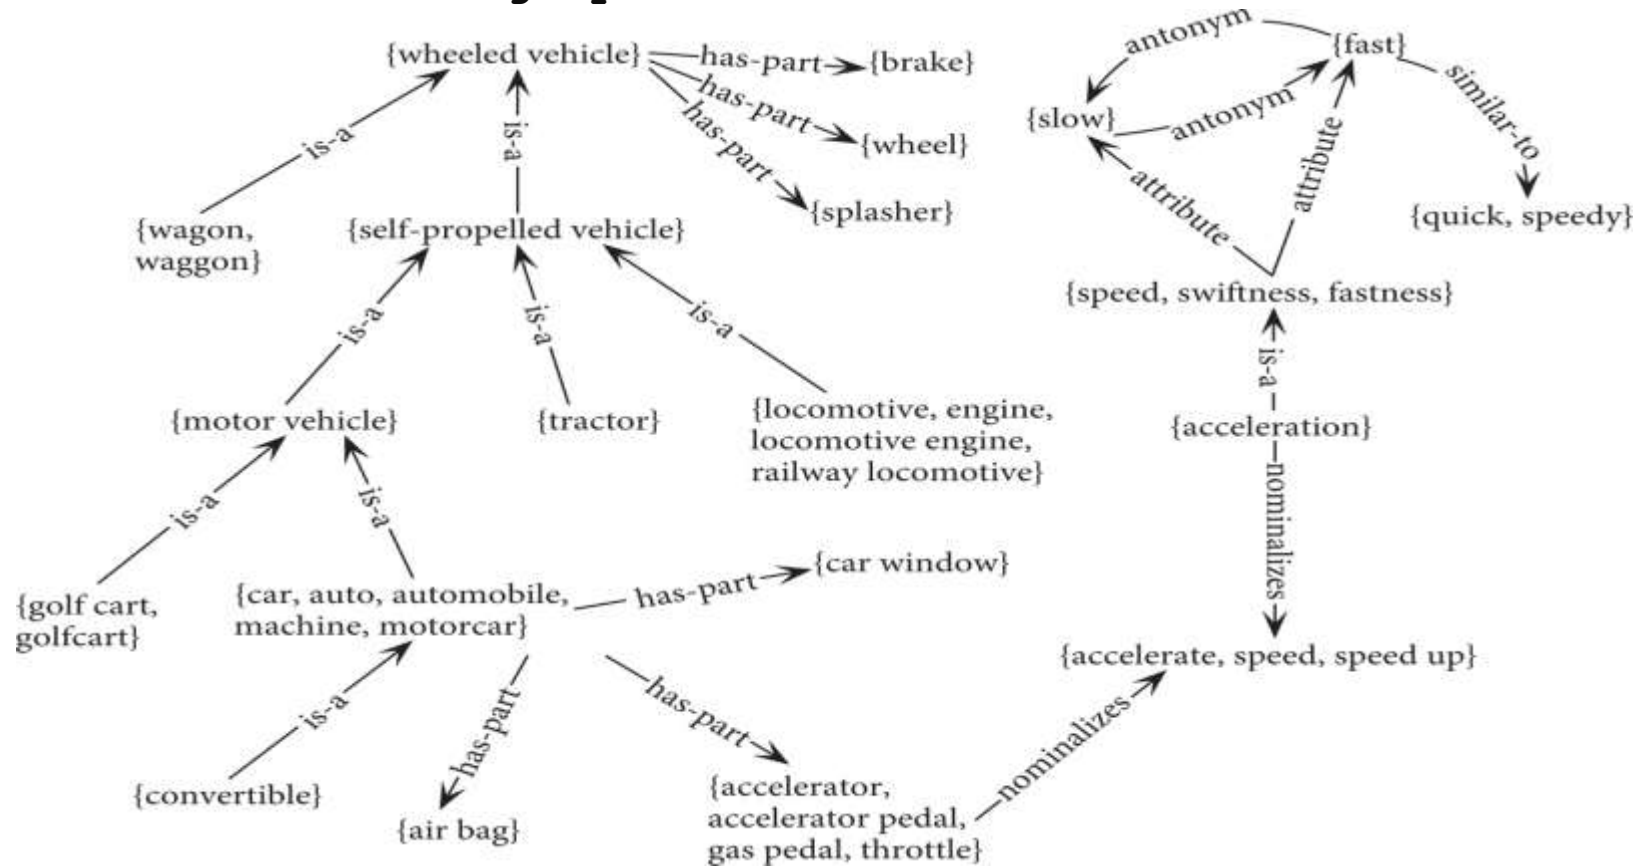 antonym
{wheeled vehicle}
has-part
{brake}
{fast}
similar-to
has-part
has-part
is-a
is-a
{slow}
antonym
{wheel}
attribute
attribute
{wagon,
waggon}
{self-propelled vehicle}
{splasher}
{quick, speedy}
{speed, swiftness, fastness}
is-a
is-a
is-a
is-a
{motor vehicle}
{tractor}
{locomotive, engine,
locomotive engine,
railway locomotive}
{acceleration}
nominalizes
is-a
is-a
{golf cart,
golfcart}
{car, auto, automobile,
machine, motorcar}
has-part
{car window}
{accelerate, speed, speed up}
is-a
has-part
has-part
nominalizes
{convertible}
{air bag}
{accelerator,
accelerator pedal,
gas pedal, throttle}